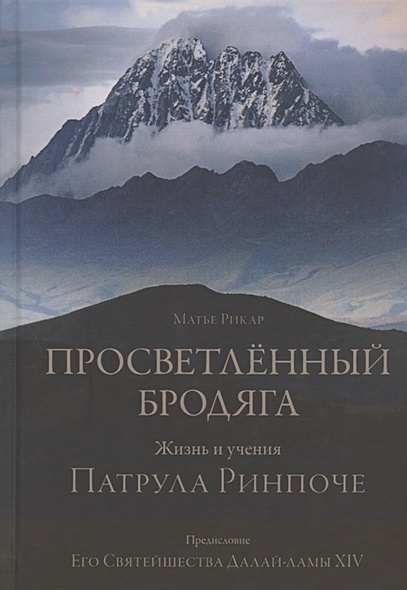 Матье Рикар
ПРОСВЕТЛЁННЫЙ
БРОДЯГА
Жизнь и учения
Патрула Ринпоче
Предисловие
Его Святейшества Далай-ламы XIV